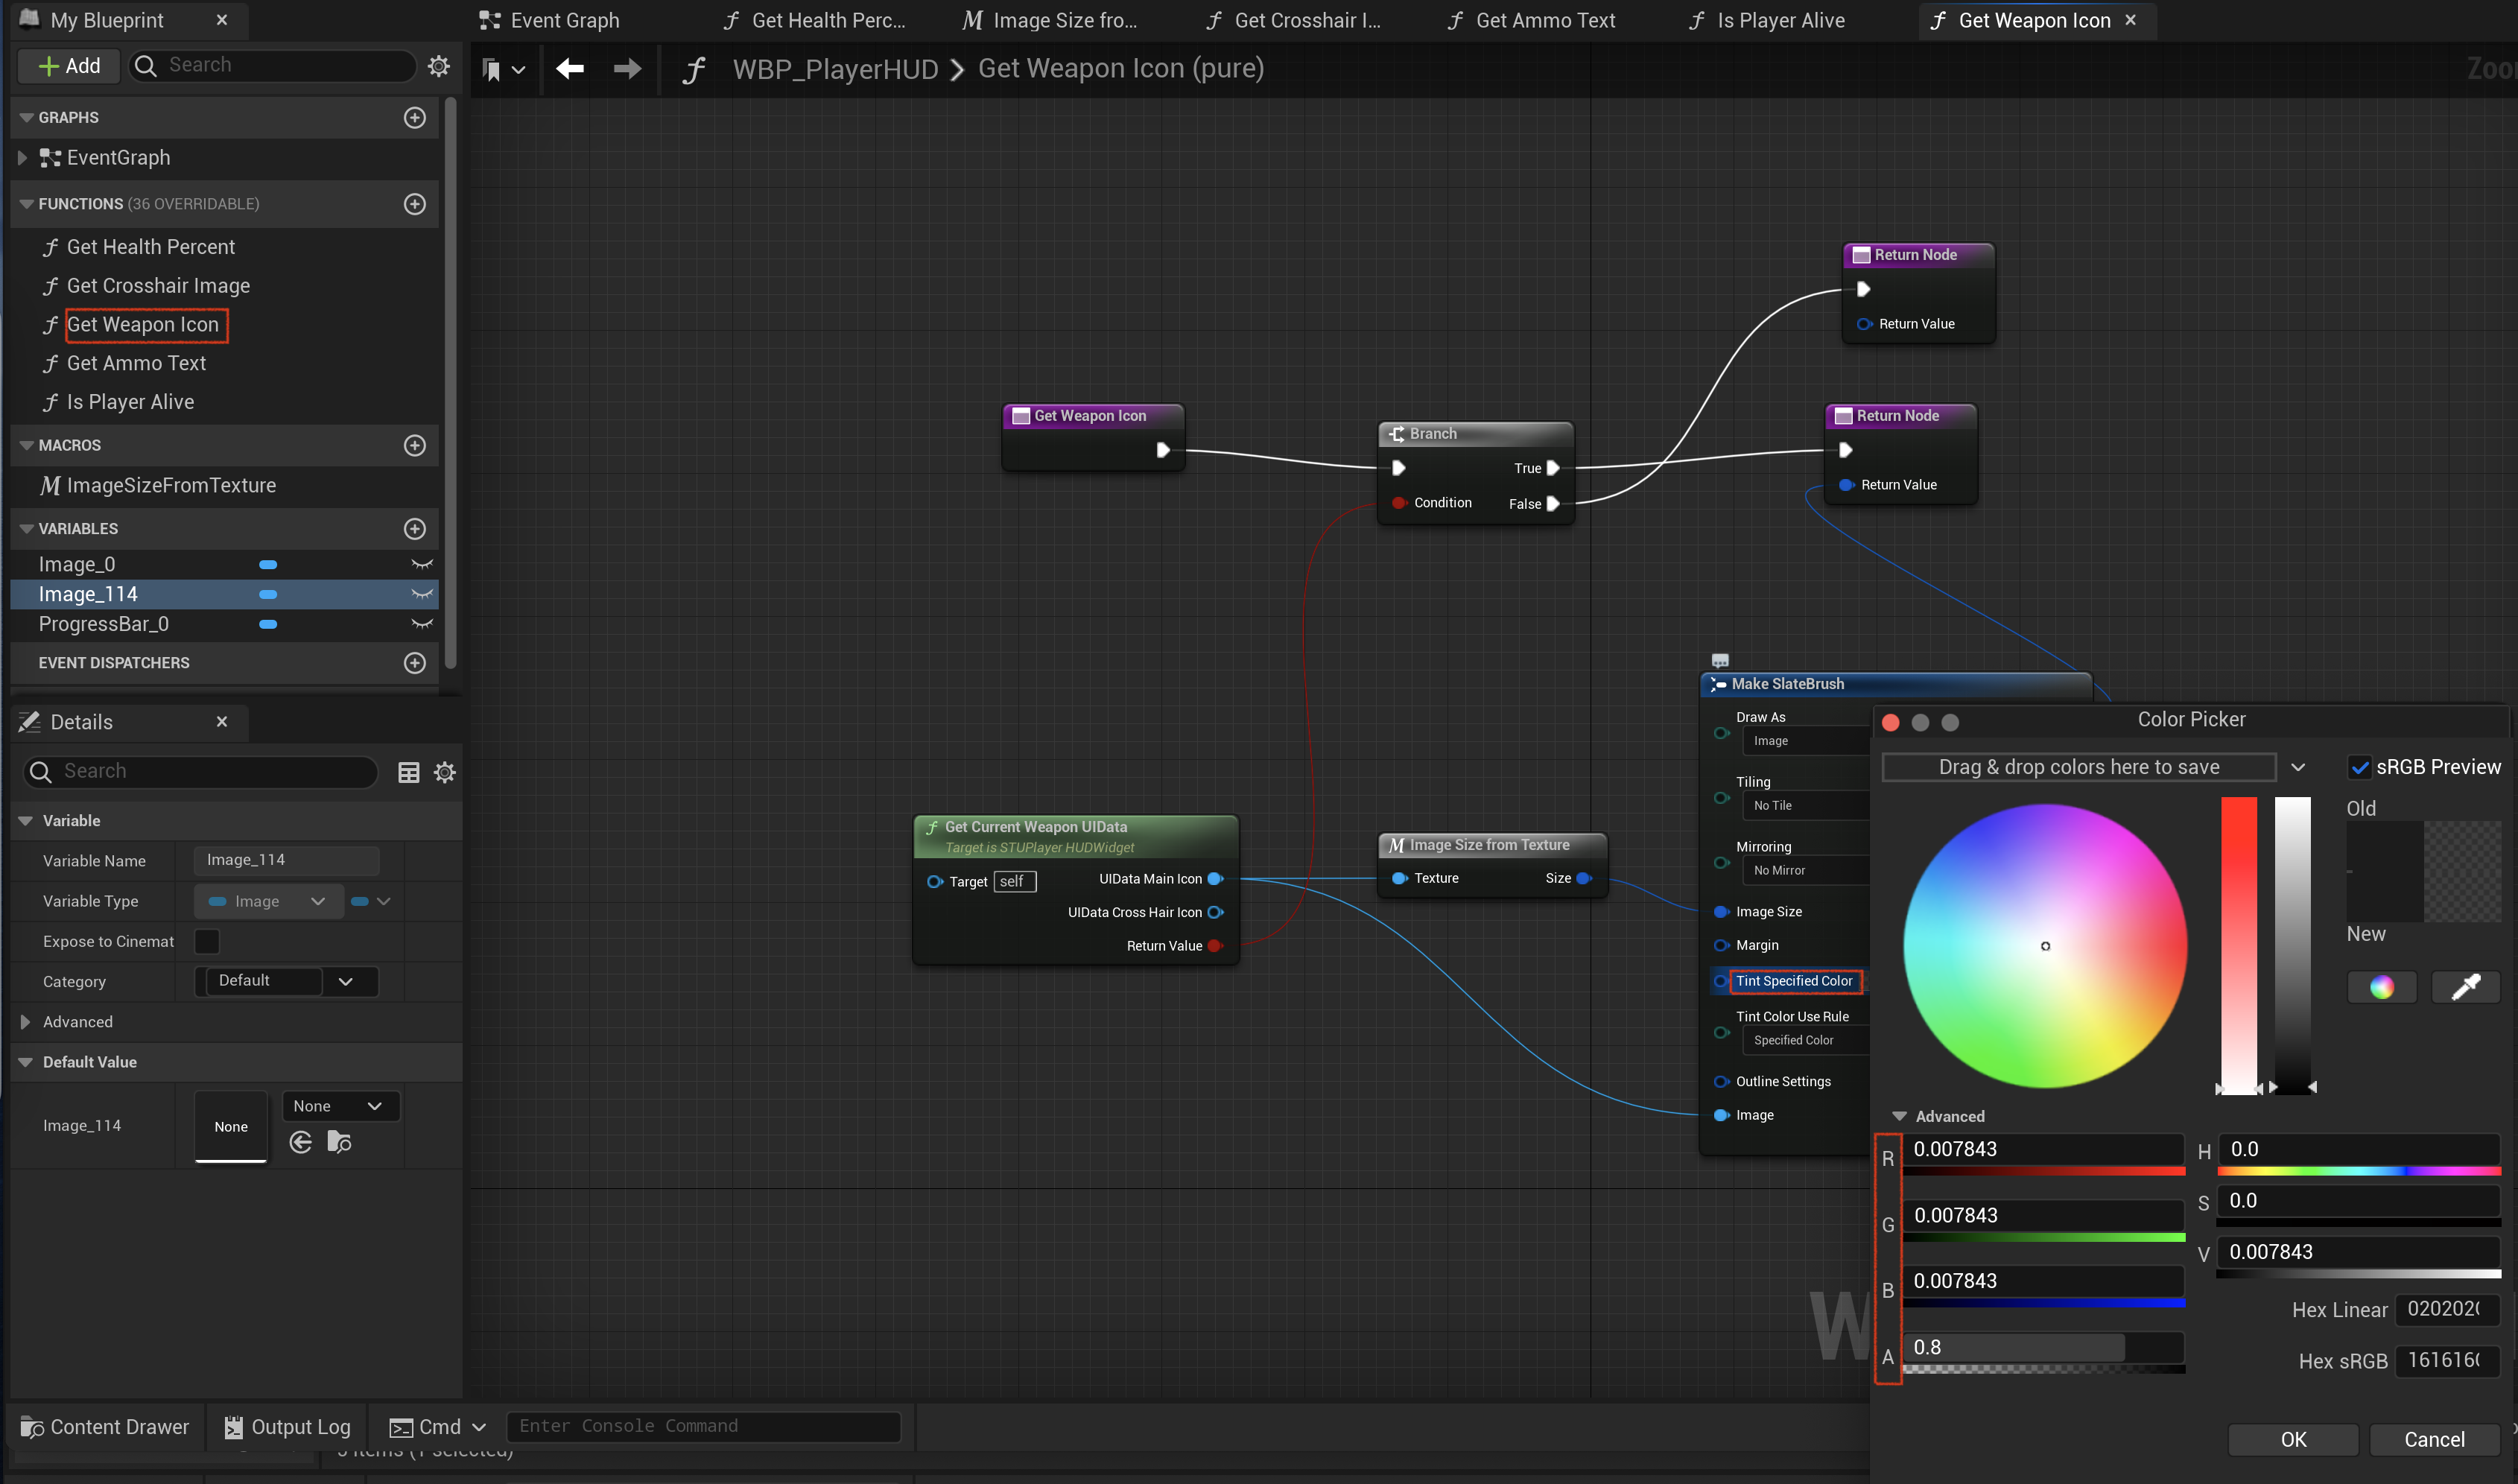 My Blueprint
Event Graph
Get Health Perc...
Image Size fro...
Get Crosshair I...
Get Ammo Text
Is Player Alive
Get Weapon Icon
Add
Search
WBP_PlayerHUD
Get Weapon Icon (pure)
GRAPHS
EventGraph
FUNCTIONS (36 OVERRIDABLE)
Get Health Percent
Get Crosshair Image
Get Weapon Icon
Get Ammo Text
Is Player Alive
MACROS
ImageSizeFromTexture
VARIABLES
Image_0
Image_114
ProgressBar_0
EVENT DISPATCHERS
Details
Search
Variable
Variable Name
Image_114
Variable Type
Image
Expose to Cinemat
Category
Default
Advanced
Default Value
Image_114
None
None
Return Node
Return Value
Get Weapon Icon
Branch
True
Condition
False
Return Node
Return Value
Get Current Weapon UIData
Target is STUPlayer HUDWidget
Target
self
UIData Main Icon
UIData Cross Hair Icon
Return Value
Image Size from Texture
Texture
Size
Make SlateBrush
Draw As
Image
Tiling
No Tile
Mirroring
No Mirror
Image Size
Margin
Tint Specified Color
Tint Color Use Rule
Specified Color
Outline Settings
Image
Color Picker
Drag & drop colors here to save
sRGB Preview
Old
New
Advanced
R
0.007843
H
0.0
G
0.007843
S
0.0
B
0.007843
V
0.007843
A
0.8
Hex Linear
Hex sRGB
OK
Cancel
Content Drawer
Output Log
Cmd
Enter Console Command